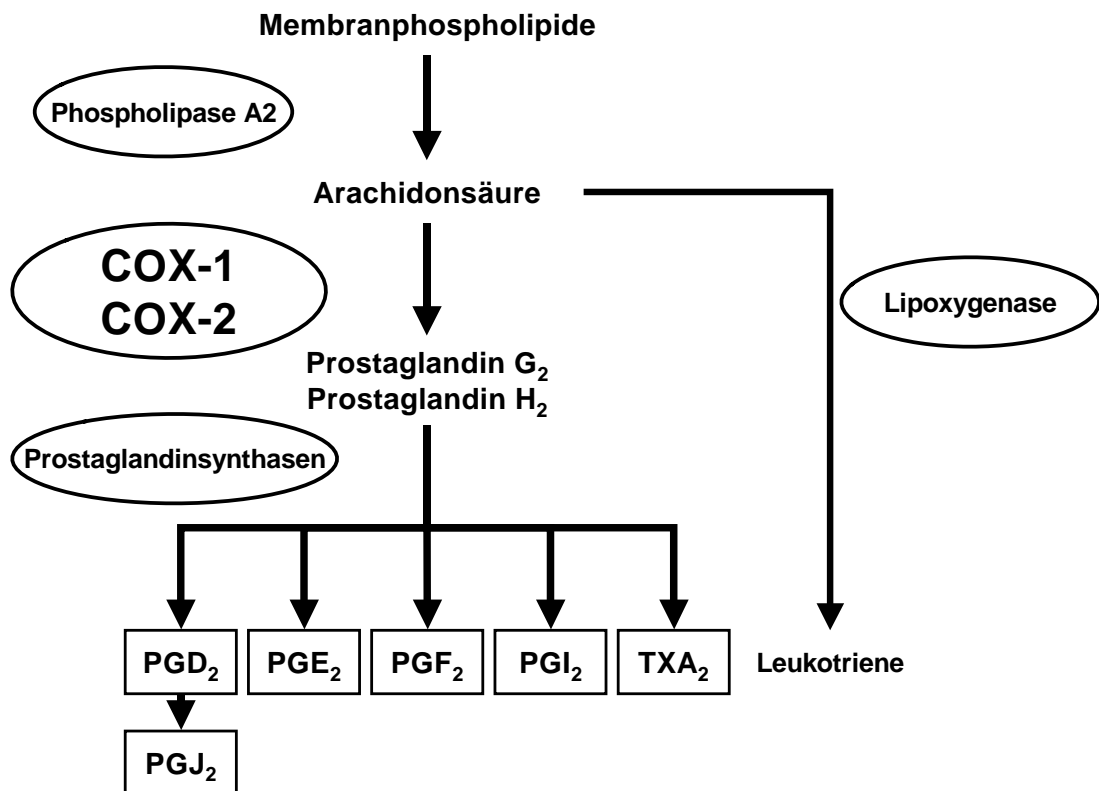 Membranphospholipide
Phospholipase A2
Arachidonsäure
COX-1
COX-2
Lipoxygenase
Prostaglandin G₂
Prostaglandin H₂
Prostaglandinsynthasen
PGD₂
PGE₂
PGF₂
PGI₂
TXA₂
Leukotriene
PGJ₂